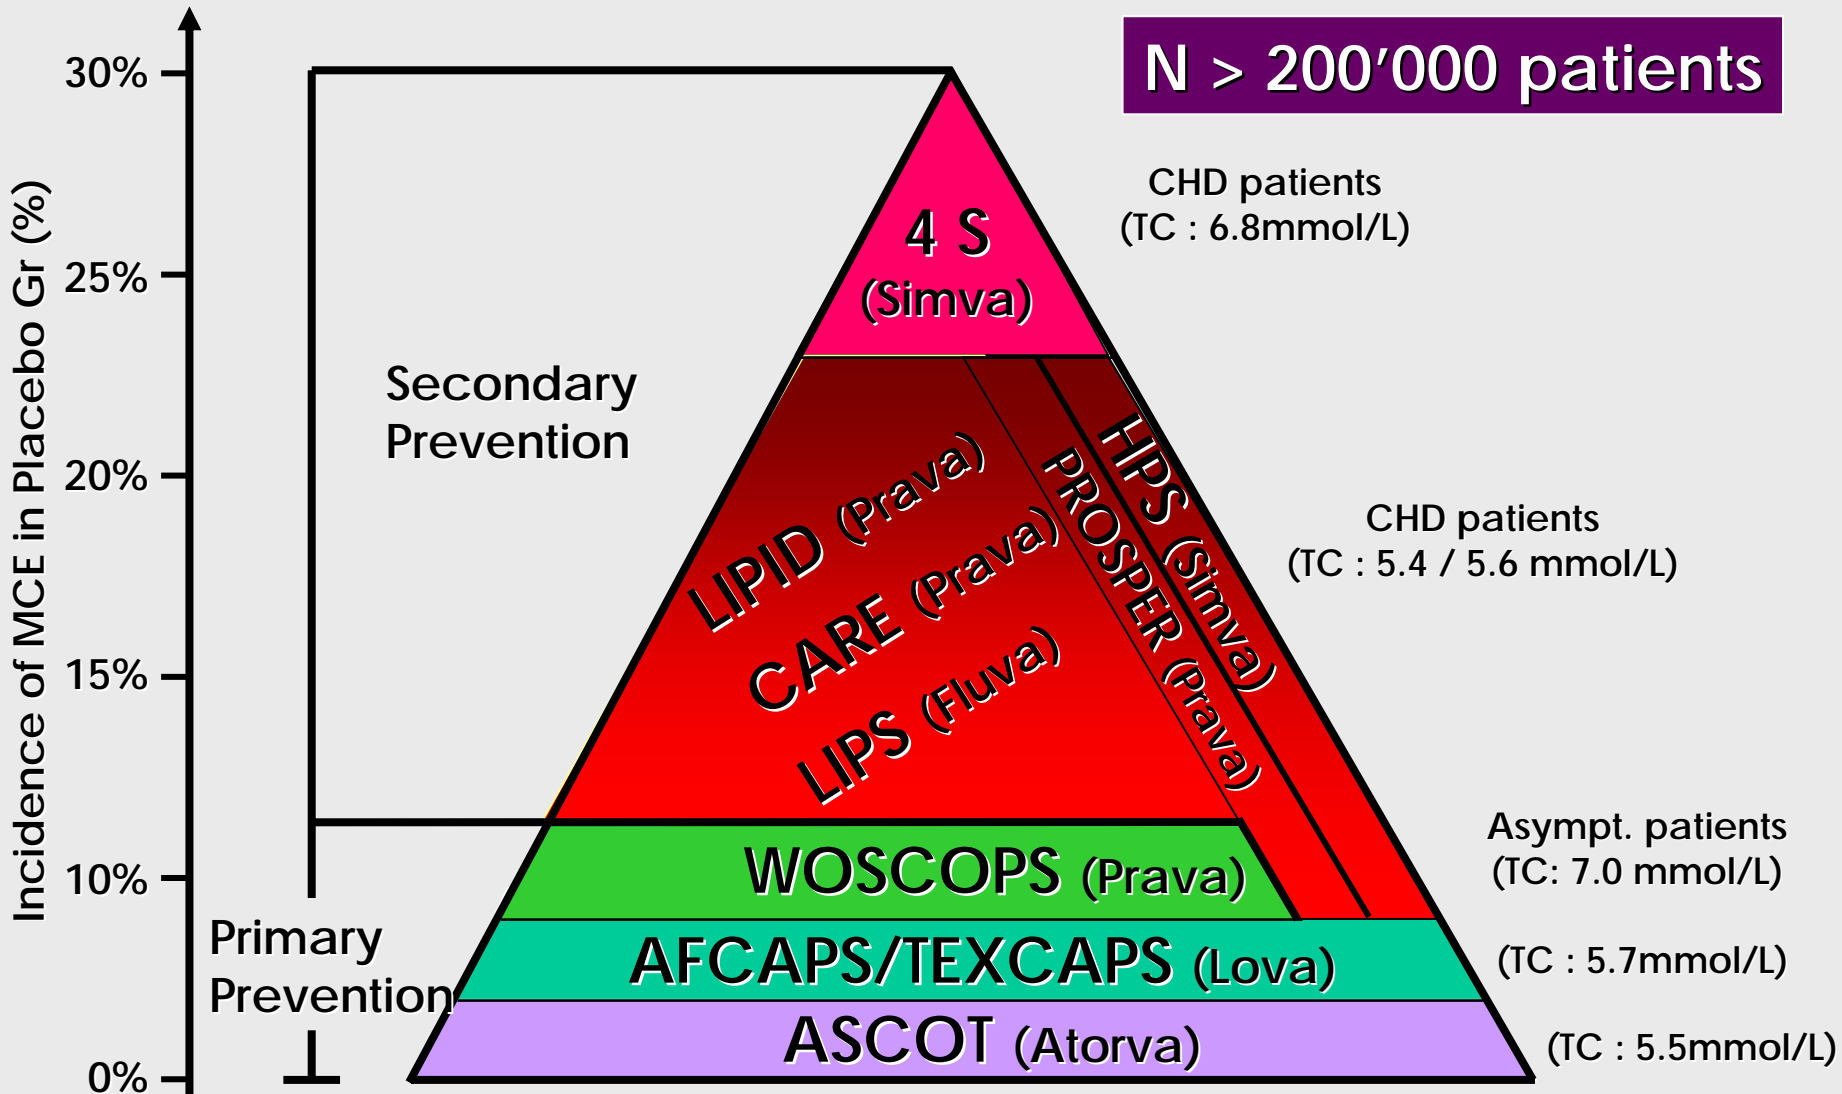 N > 200’000 patients
Incidence of MCE in Placebo Gr (%)
30%
25%
20%
15%
10%
0%
CHD patients
(TC : 6.8mmol/L)
4 S
(Simva)
Secondary
Prevention
LIPID (Prava)
CARE (Prava)
LIPS (Fluva)
PROSPER (Prava)
HPS (Simva)
CHD patients
(TC : 5.4 / 5.6 mmol/L)
WOSCOPS (Prava)
Asympt. patients
(TC: 7.0 mmol/L)
Primary
Prevention
AFCAPS/TEXCAPS (Lova)
(TC : 5.7mmol/L)
ASCOT (Atorva)
(TC : 5.5mmol/L)